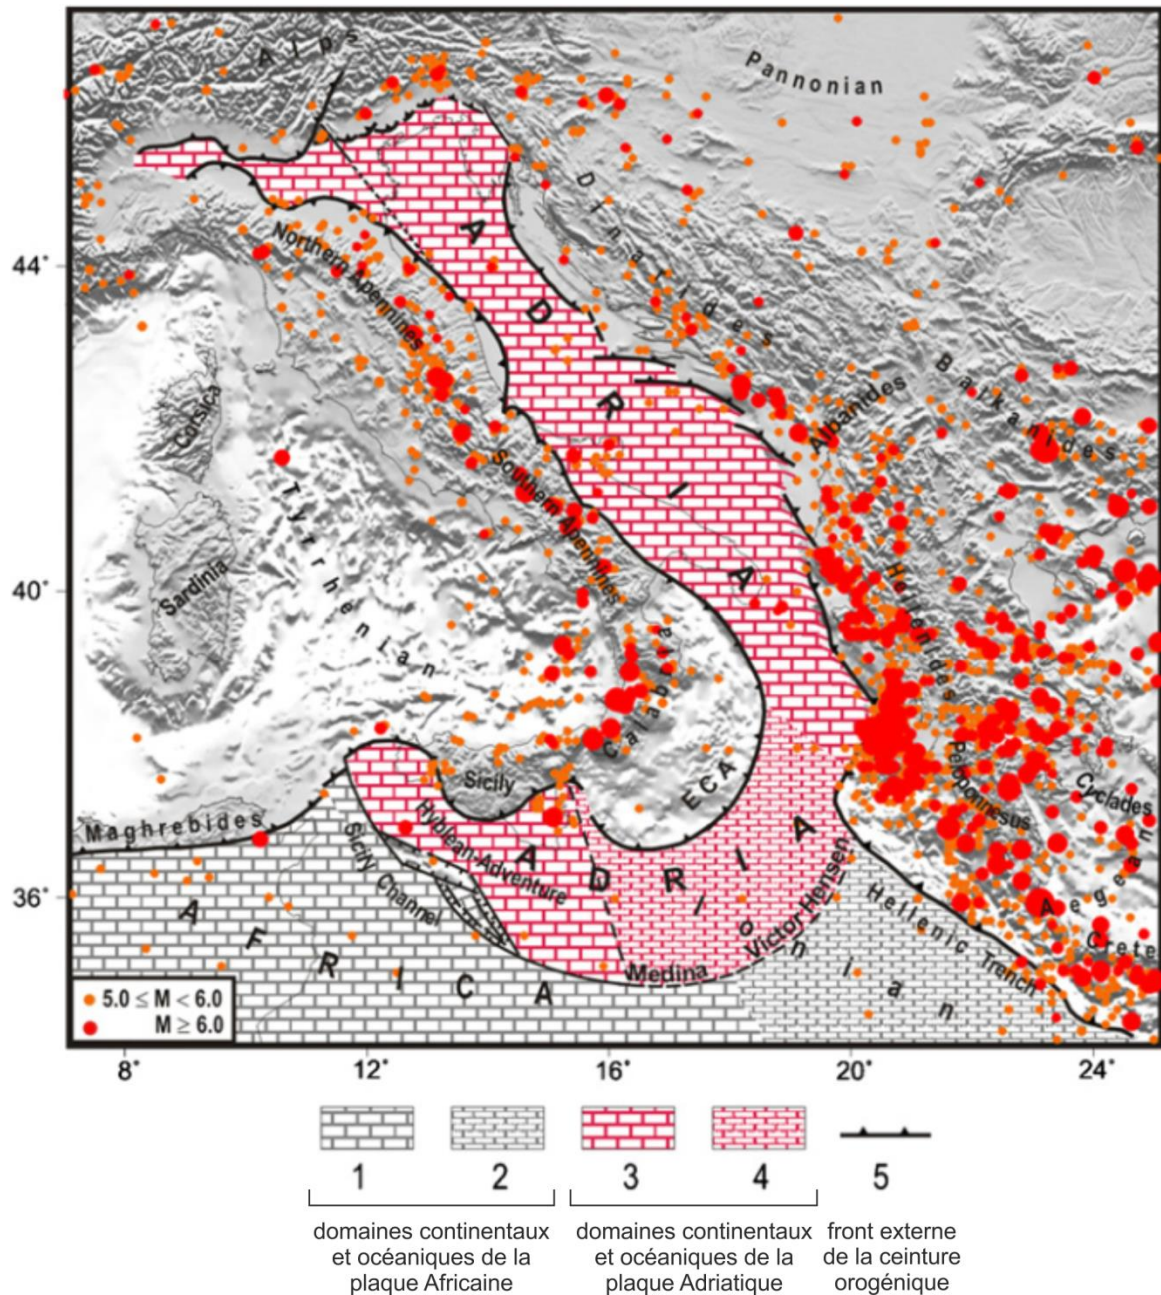 Alps
Pannonian
Dinarides
44°
Northern Apennines
ADRIA
Balkanides
Albanides
Corsica
Southern Apennines
Tyrrhenian
40°
Sardinia
Hellenides
Calabria
Sicily
ECA
Peloponnesus
Cyclades
Maghrebides
Hyblean-Adventure
Sicily Channel
ADRIA
Victor Hensen
Aegean
36°
AFRICA
Ionian
Hellenic Trench
Crete
Medina
5.0 ≤ M < 6.0
M ≥ 6.0
8° 12° 16° 20° 24°
1 2 3 4 5
domaines continentaux domaines continentaux front externe
et océaniques de la et océaniques de la de la ceinture
plaque Africaine plaque Adriatique orogénique